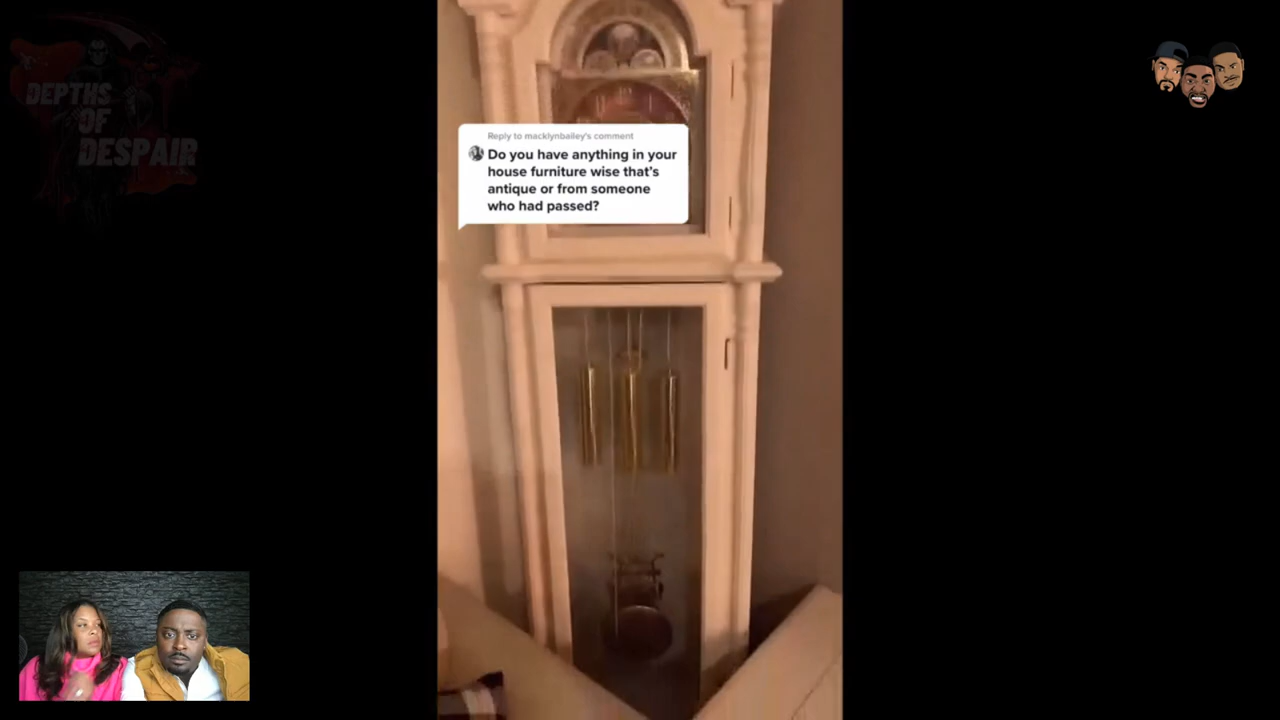 DEPTHS
OF
DESPAIR
Reply to macklynbailey's comment
Do you have anything in your
house furniture wise that's
antique or from someone
who had passed?